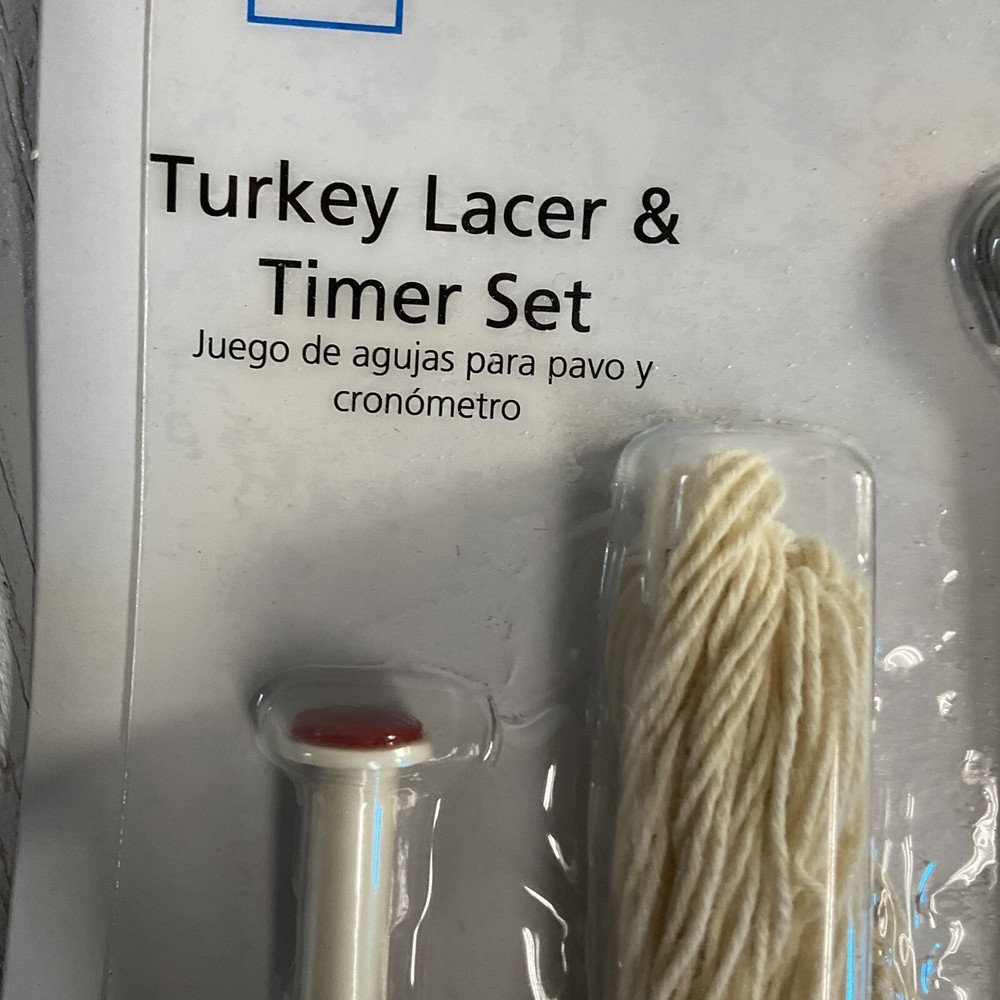 Turkey Lacer &
Timer Set
Juego de agujas para pavo y
cronómetro